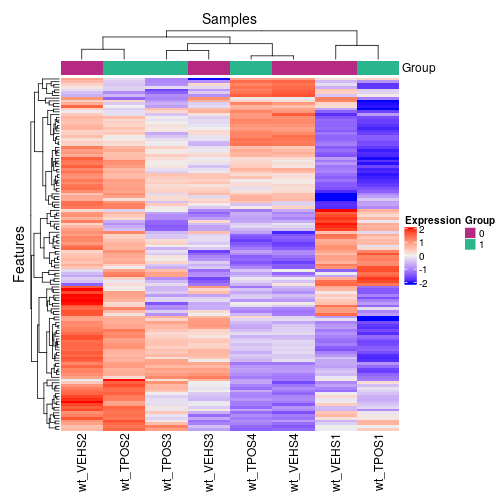 Samples
Group
Features
Expression
2
1
0
-1
-2
Group
0
1
wt_VEHS2
wt_TPOS2
wt_TPOS3
wt_VEHS3
wt_TPOS4
wt_VEHS4
wt_VEHS1
wt_TPOS1